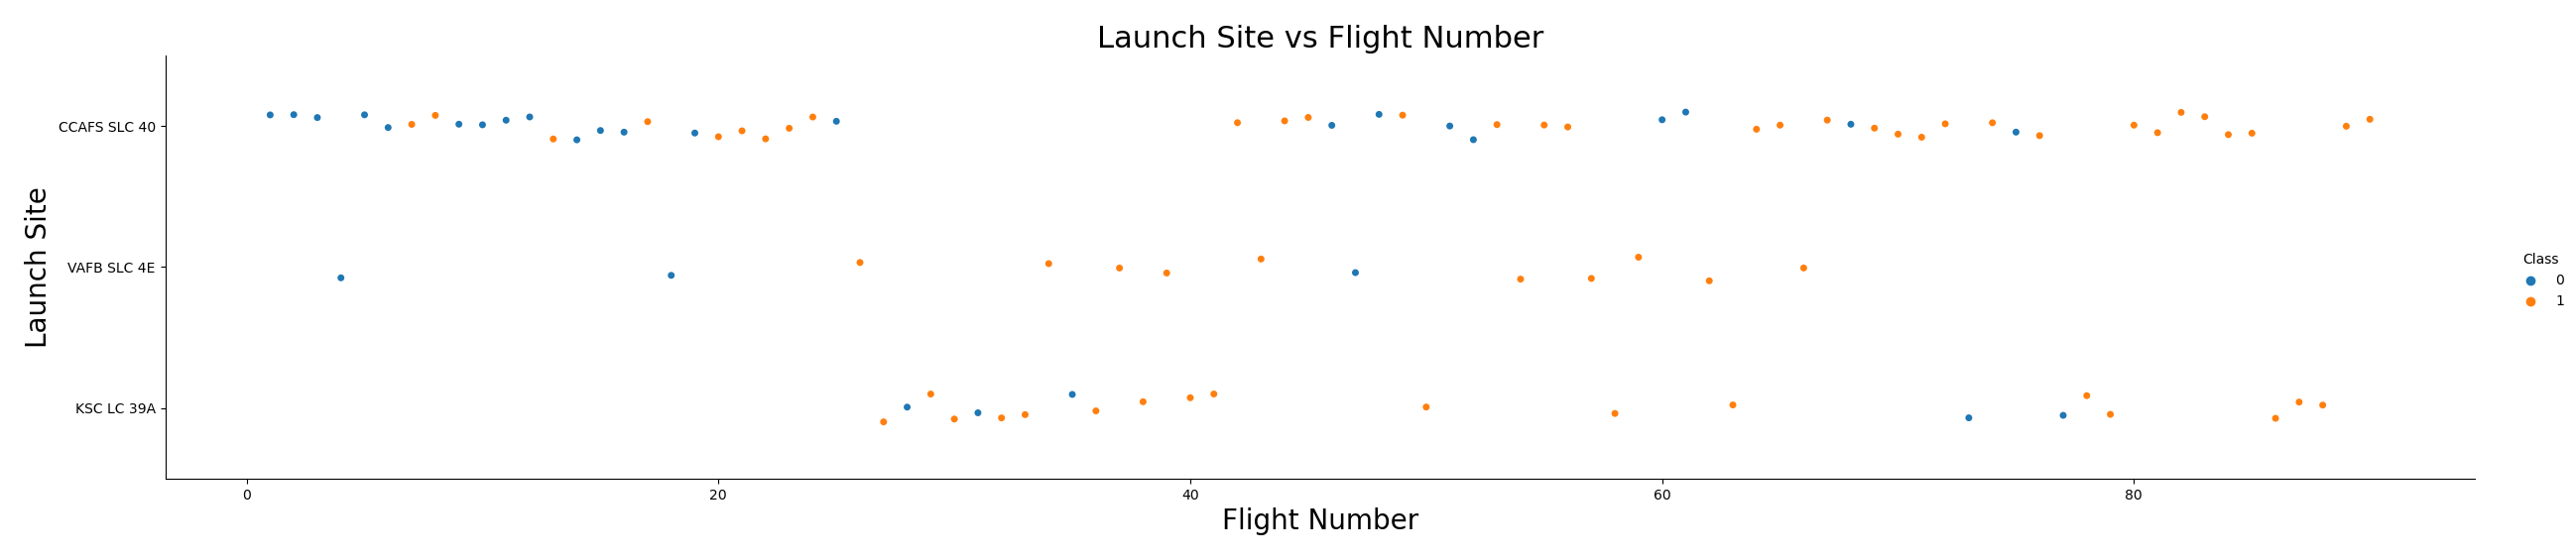 Launch Site vs Flight Number
Launch Site
CCAFS SLC 40
VAFB SLC 4E
KSC LC 39A
0 20 40 60 80
Flight Number
Class
0
1